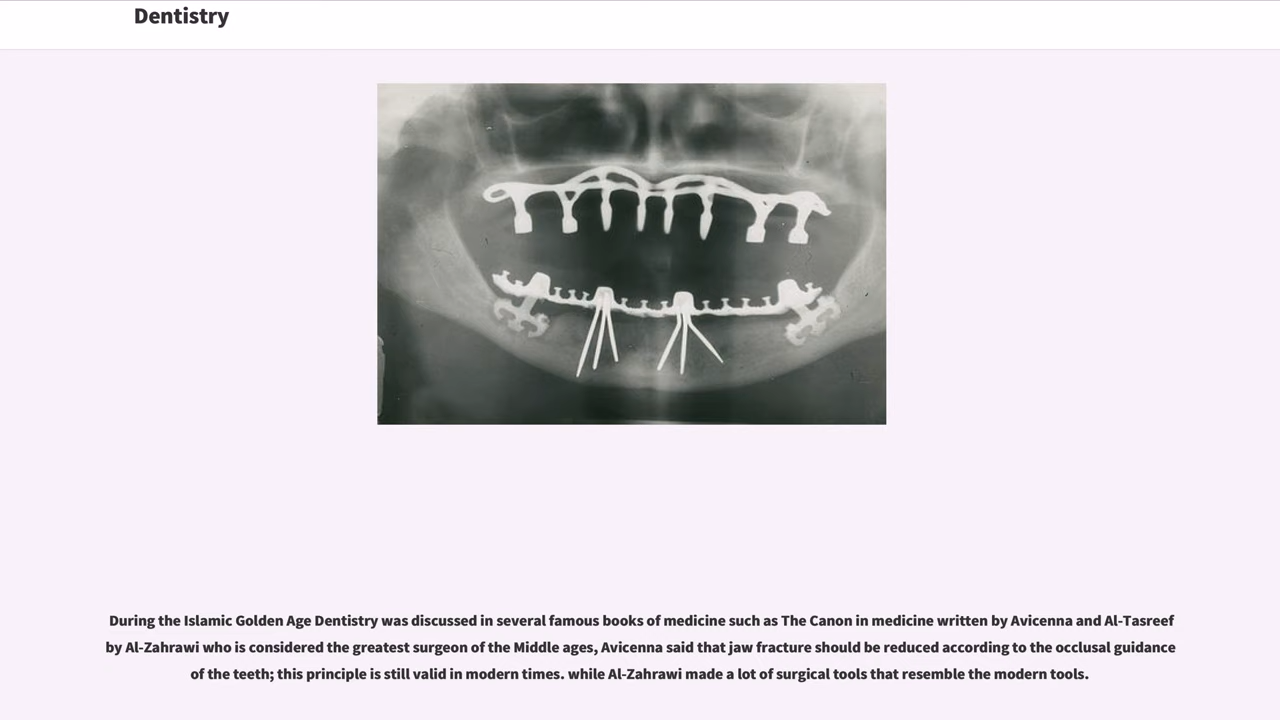 Dentistry
During the Islamic Golden Age Dentistry was discussed in several famous books of medicine such as The Canon in medicine written by Avicenna and Al-Tasreef
by Al-Zahrawi who is considered the greatest surgeon of the Middle ages, Avicenna said that jaw fracture should be reduced according to the occlusal guidance
of the teeth; this principle is still valid in modern times. while Al-Zahrawi made a lot of surgical tools that resemble the modern tools.